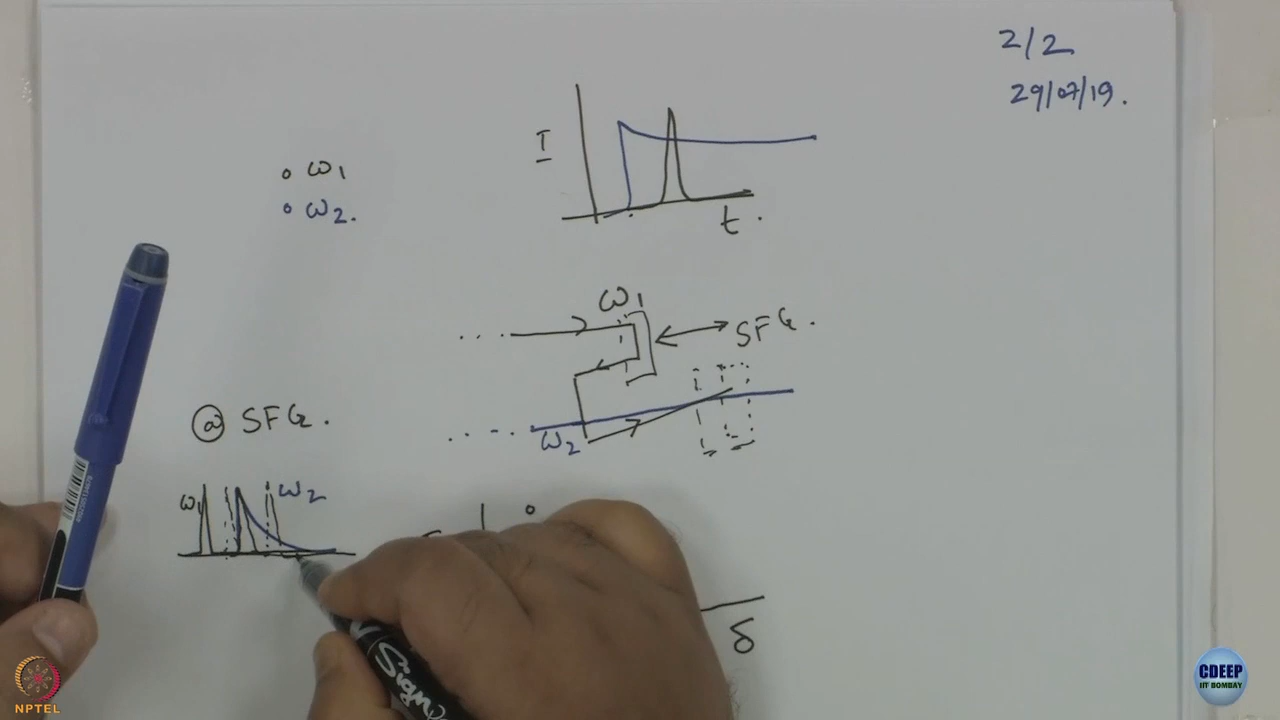 2/2
29/07/19.
I
ω1
ω2.
t.
ω1
SFG.
@ SFG.
ω2
ω1
ω2
δ
NPTEL
CDEEP
IIT BOMBAY